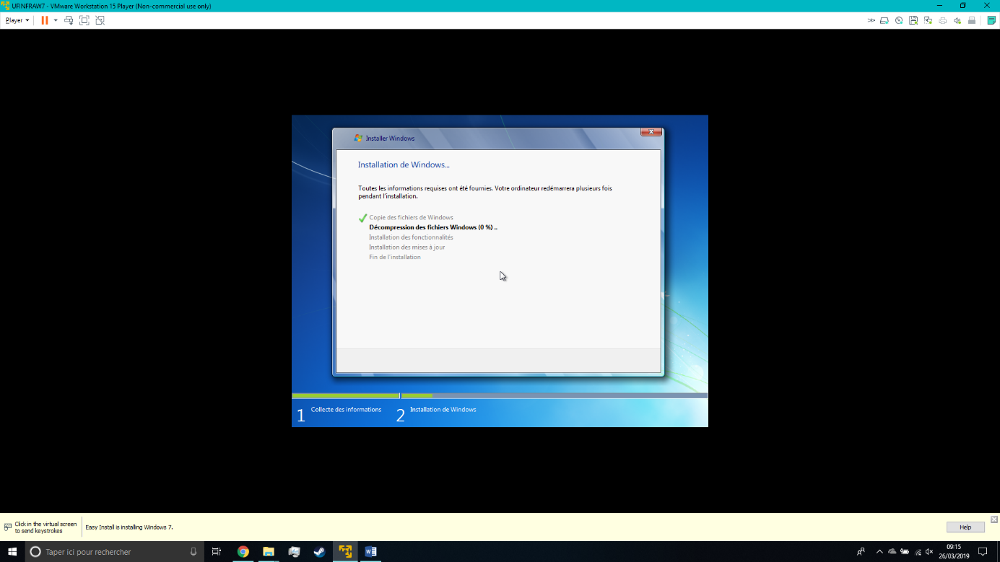 UFINFRAW7 - VMware Workstation 15 Player (Non-commercial use only)
Player
Installer Windows
Installation de Windows...
Toutes les informations requises ont été fournies. Votre ordinateur redémarrera plusieurs fois
pendant l'installation.
Copie des fichiers de Windows
Décompression des fichiers Windows (0 %) ..
Installation des fonctionnalités
Installation des mises à jour
Fin de l'installation
1 Collecte des informations 2 Installation de Windows
Click in the virtual screen
to send keystrokes
Easy Install is installing Windows 7.
Help
Taper ici pour rechercher
09:15
26/03/2019